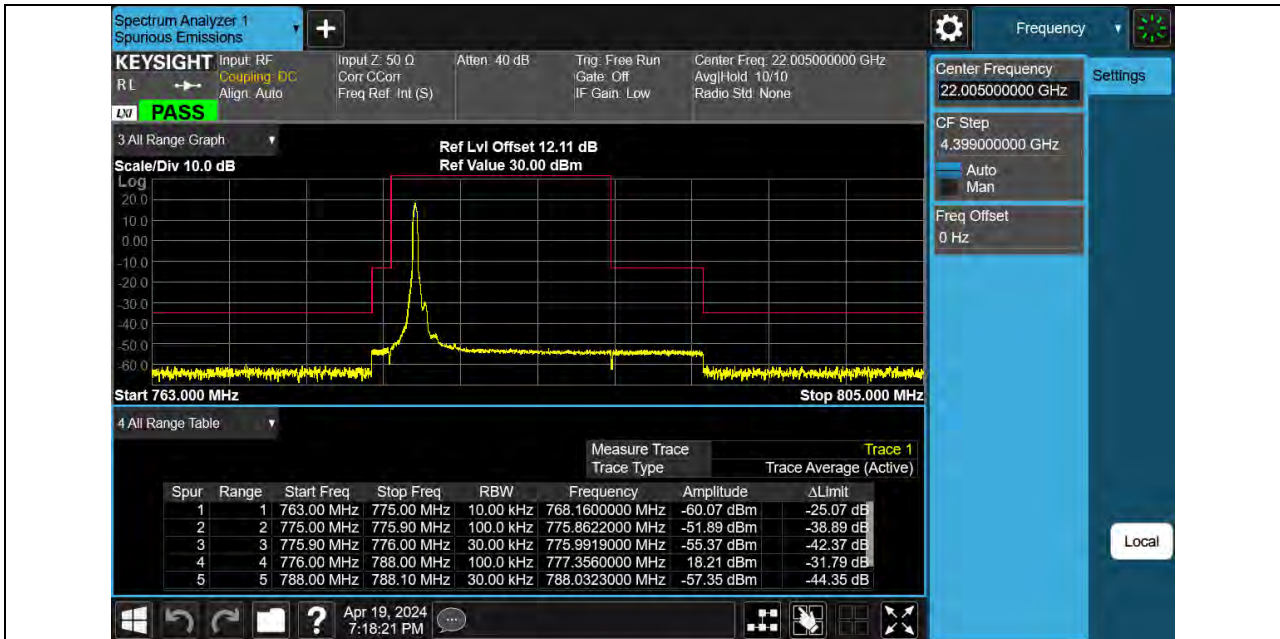 Spectrum Analyzer 1
Spurious Emissions
Frequency
KEYSIGHT
RL
LXI PASS
Input: RF
Coupling: DC
Align: Auto
Input Z: 50 Ω
Corr CCorr
Freq Ref: Int (S)
Atten: 40 dB
Trig: Free Run
Gate: Off
IF Gain: Low
Center Freq: 22.005000000 GHz
Avg|Hold: 10/10
Radio Std: None
Center Frequency
22.005000000 GHz
Settings
CF Step
4.399000000 GHz
Auto
Man
Freq Offset
0 Hz
3 All Range Graph
Ref Lvl Offset 12.11 dB
Scale/Div 10.0 dB
Ref Value 30.00 dBm
Log
20.0
10.0
0.00
-10.0
-20.0
-30.0
-40.0
-50.0
-60.0
Start 763.000 MHz
Stop 805.000 MHz
4 All Range Table
Measure Trace Trace 1
Trace Type Trace Average (Active)
Spur Range Start Freq Stop Freq RBW Frequency Amplitude ΔLimit
1 1 763.00 MHz 775.00 MHz 10.00 kHz 768.1600000 MHz -60.07 dBm -25.07 dB
2 2 775.00 MHz 775.90 MHz 100.0 kHz 775.8622000 MHz -51.89 dBm -38.89 dB
3 3 775.90 MHz 776.00 MHz 30.00 kHz 775.9919000 MHz -55.37 dBm -42.37 dB
4 4 776.00 MHz 788.00 MHz 100.0 kHz 777.3560000 MHz 18.21 dBm -31.79 dB
5 5 788.00 MHz 788.10 MHz 30.00 kHz 788.0323000 MHz -57.35 dBm -44.35 dB
Local
Apr 19, 2024
7:18:21 PM